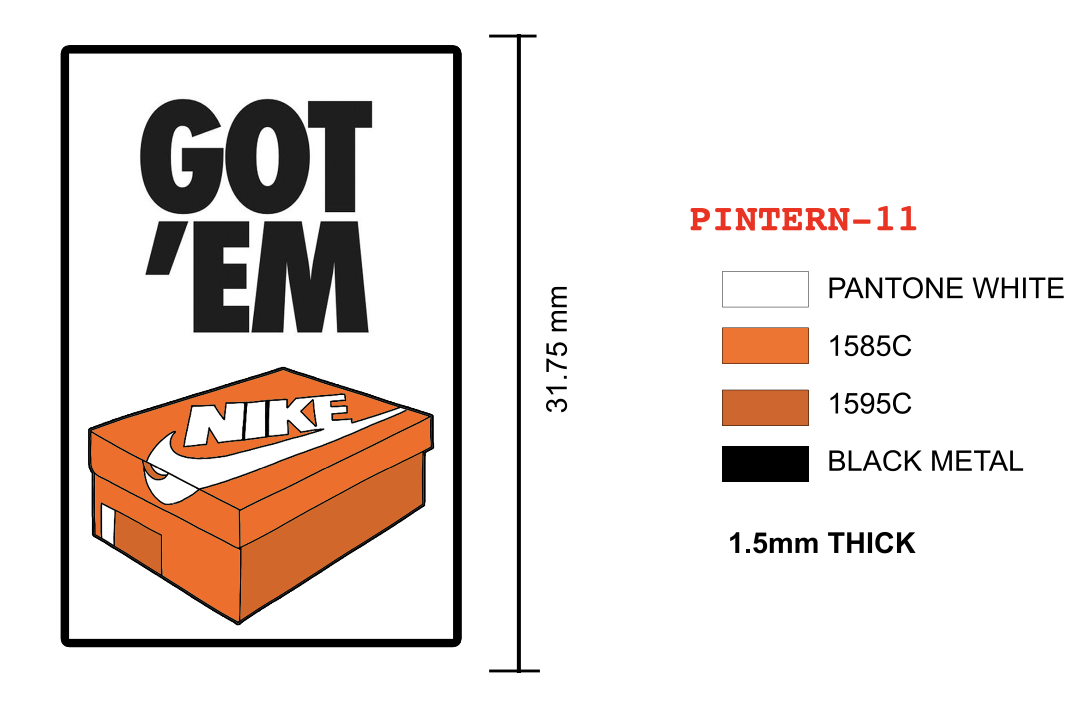 GOT
'EM
NIKE
31.75 mm
PINTERN-11
PANTONE WHITE
1585C
1595C
BLACK METAL
1.5mm THICK